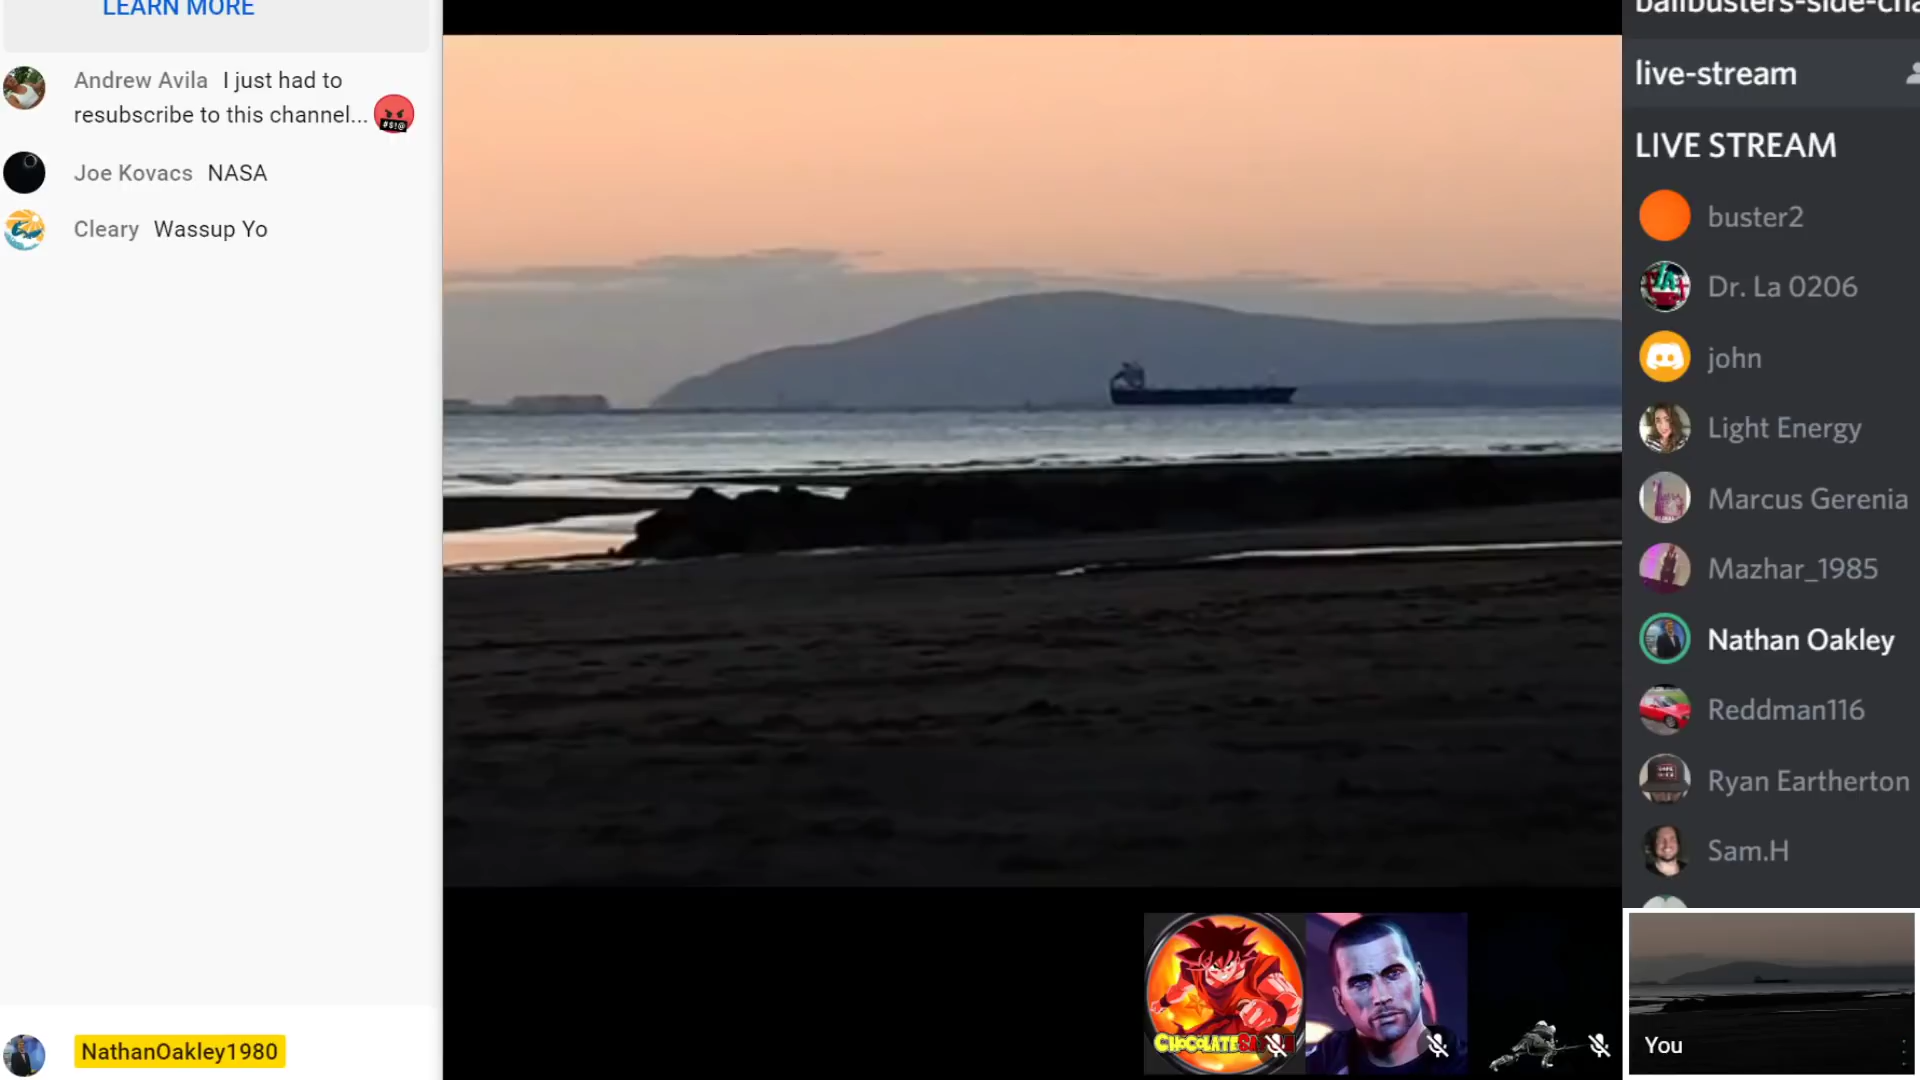 LEARN MORE
Andrew Avila I just had to
resubscribe to this channel...
#$!@
Joe Kovacs NASA
Cleary Wassup Yo
NathanOakley1980
live-stream
LIVE STREAM
buster2
Dr. La 0206
john
Light Energy
Marcus Gerenia
Mazhar_1985
Nathan Oakley
Reddman116
Ryan Eartherton
Sam.H
You